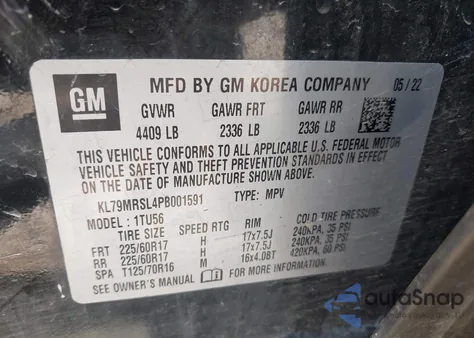 GM
MFD BY GM KOREA COMPANY 05/22
GVWR GAWR FRT GAWR RR
4409 LB 2336 LB 2336 LB
THIS VEHICLE CONFORMS TO ALL APPLICABLE U.S. FEDERAL MOTOR
VEHICLE SAFETY AND THEFT PREVENTION STANDARDS IN EFFECT
ON THE DATE OF MANUFACTURE SHOWN ABOVE.
KL79MRSL4PB001591 TYPE: MPV
MODEL: 1TU56
TIRE SIZE SPEED RTG RIM COLD TIRE PRESSURE
FRT 225/60R17 H 17x7.5J 240KPA, 35 PSI
RR 225/60R17 H 17x7.5J 240KPA, 35 PSI
SPA T125/70R16 M 16x4.0BT 420KPA, 60 PSI
SEE OWNER'S MANUAL FOR MORE INFORMATION
autoSnap